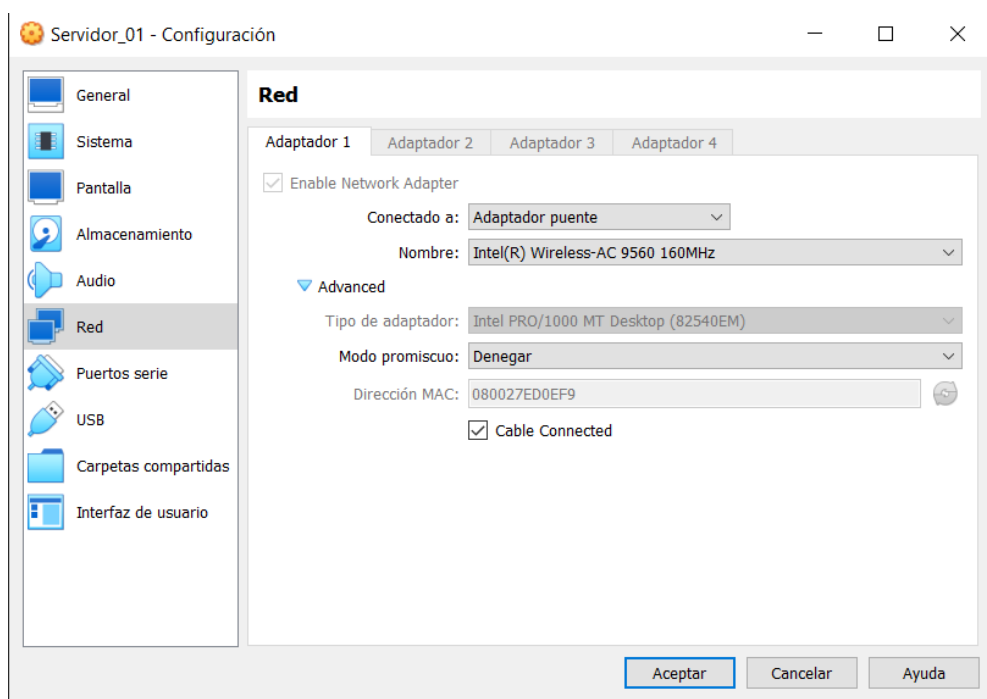 Servidor_01 - Configuración
General
Sistema
Pantalla
Almacenamiento
Audio
Red
Puertos serie
USB
Carpetas compartidas
Interfaz de usuario
Red
Adaptador 1 Adaptador 2 Adaptador 3 Adaptador 4
Enable Network Adapter
Conectado a: Adaptador puente
Nombre: Intel(R) Wireless-AC 9560 160MHz
Advanced
Tipo de adaptador: Intel PRO/1000 MT Desktop (82540EM)
Modo promiscuo: Denegar
Dirección MAC: 080027ED0EF9
Cable Connected
Aceptar Cancelar Ayuda